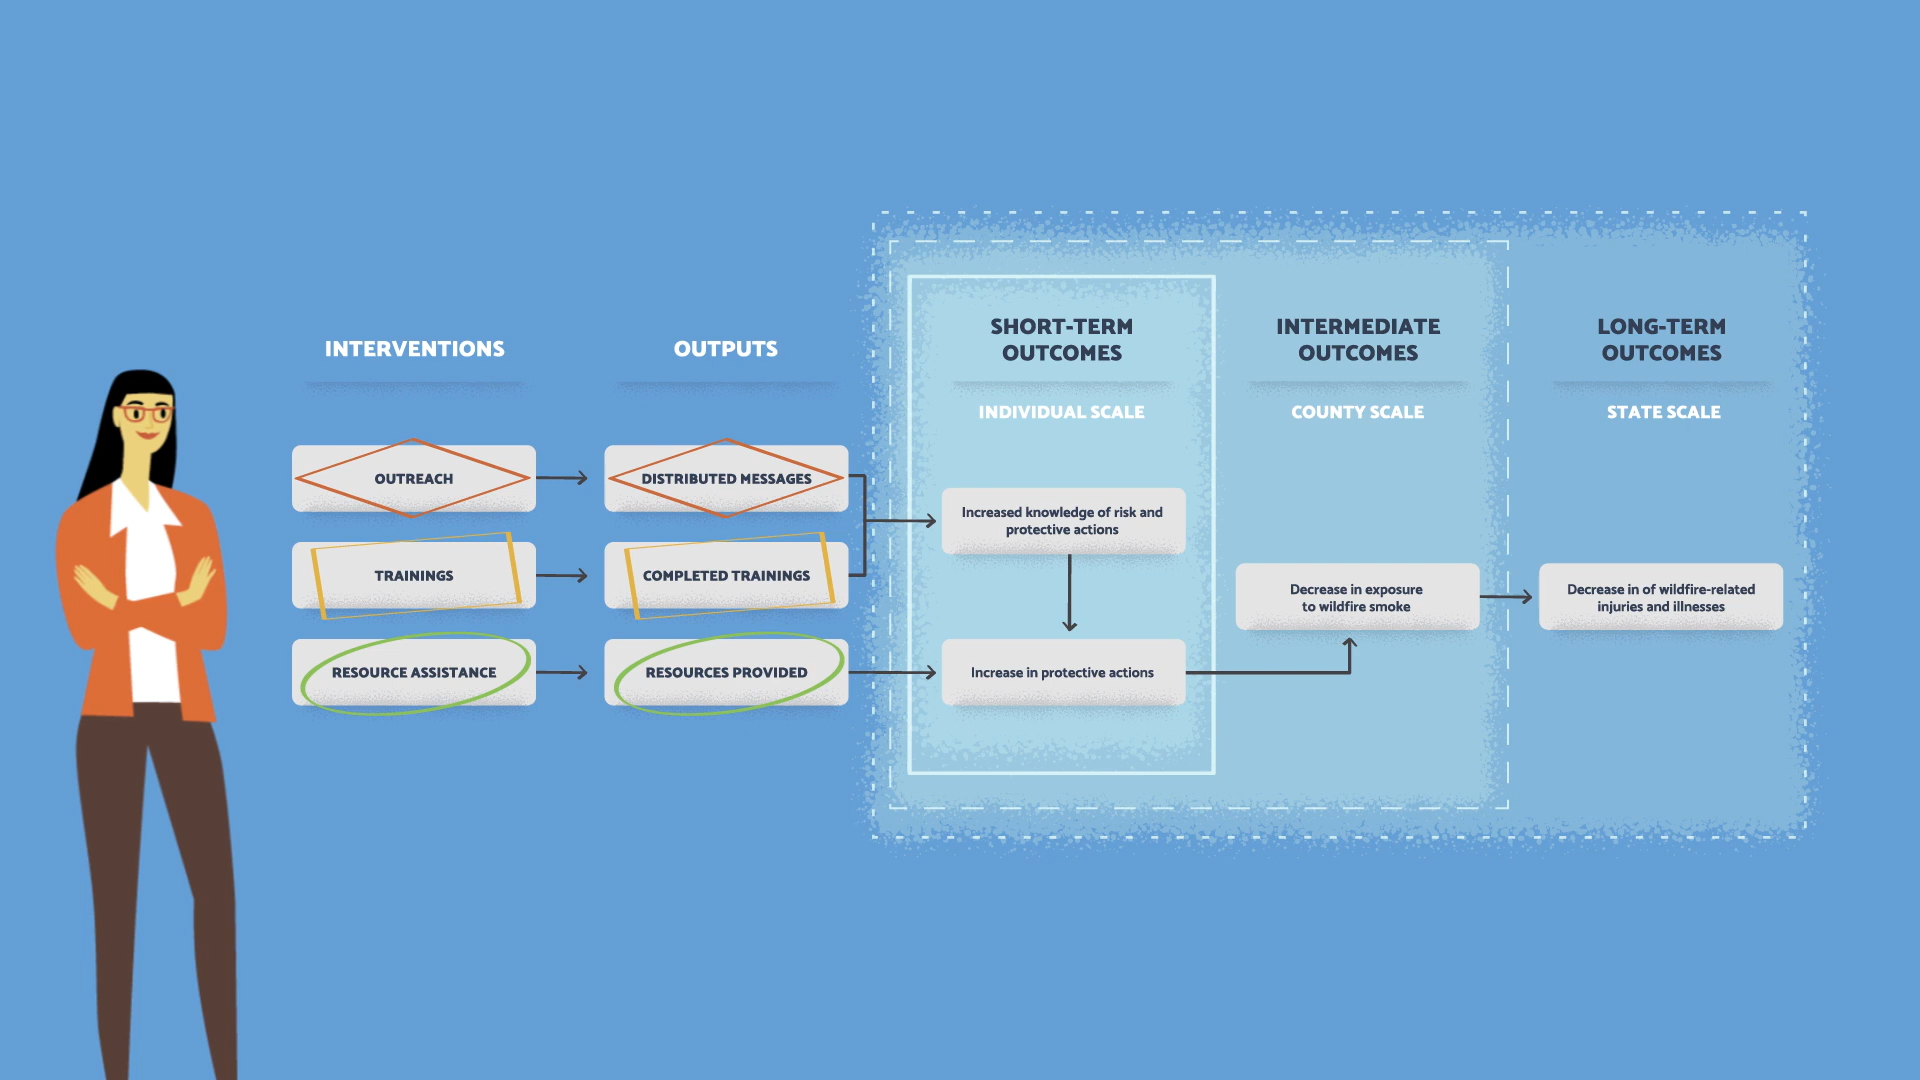 INTERVENTIONS
OUTPUTS
SHORT-TERM
OUTCOMES
INTERMEDIATE
OUTCOMES
LONG-TERM
OUTCOMES
INDIVIDUAL SCALE
COUNTY SCALE
STATE SCALE
OUTREACH
DISTRIBUTED MESSAGES
Increased knowledge of risk and
protective actions
TRAININGS
COMPLETED TRAININGS
Decrease in exposure
to wildfire smoke
Decrease in of wildfire-related
injuries and illnesses
RESOURCE ASSISTANCE
RESOURCES PROVIDED
Increase in protective actions